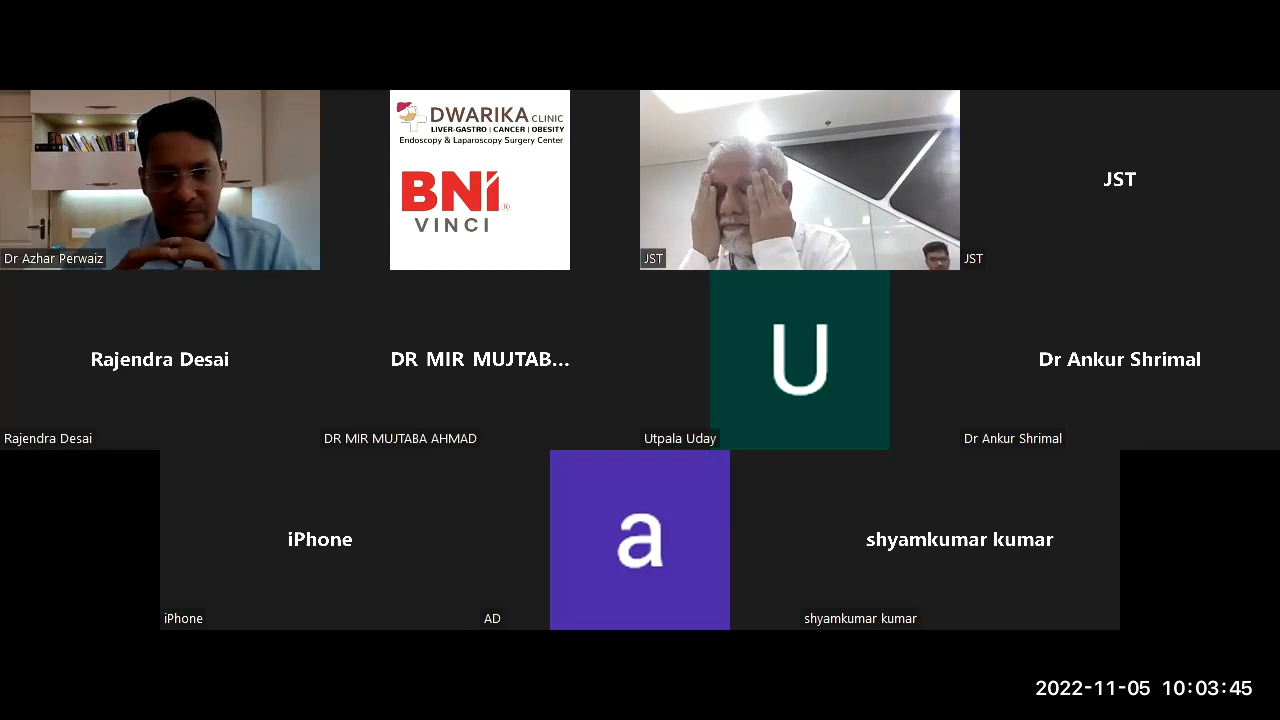 DWARIKA CLINIC
LIVER-GASTRO | CANCER | OBESITY
Endoscopy & Laparoscopy Surgery Center
BNI®
VINCI
JST
Dr Azhar Perwaiz
JST
JST
Rajendra Desai
DR MIR MUJTAB...
U
Dr Ankur Shrimal
Rajendra Desai
DR MIR MUJTABA AHMAD
Utpala Uday
Dr Ankur Shrimal
iPhone
a
shyamkumar kumar
iPhone
AD
shyamkumar kumar
2022-11-05 10:03:45